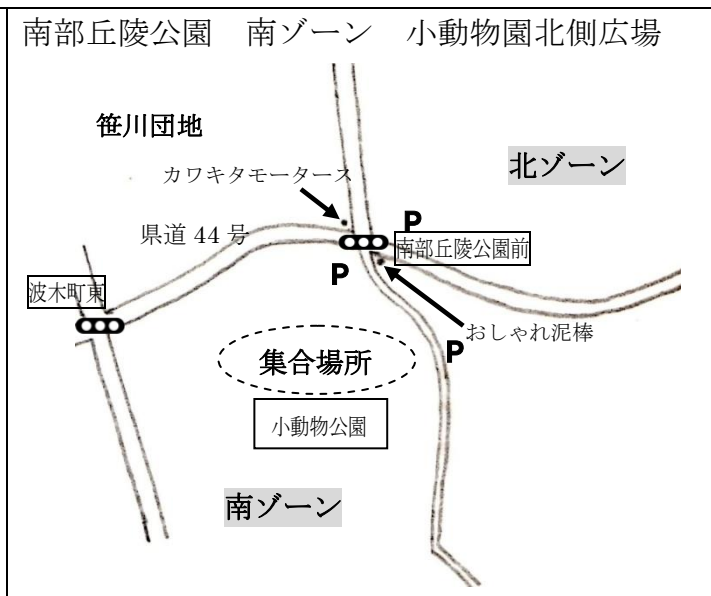 南部丘陵公園　南ゾーン　小動物園北側広場
笹川団地
北ゾーン
カワキタモータース
P
県道 44 号
南部丘陵公園前
P
波木町東
おしゃれ泥棒
P
集合場所
小動物公園
南ゾーン